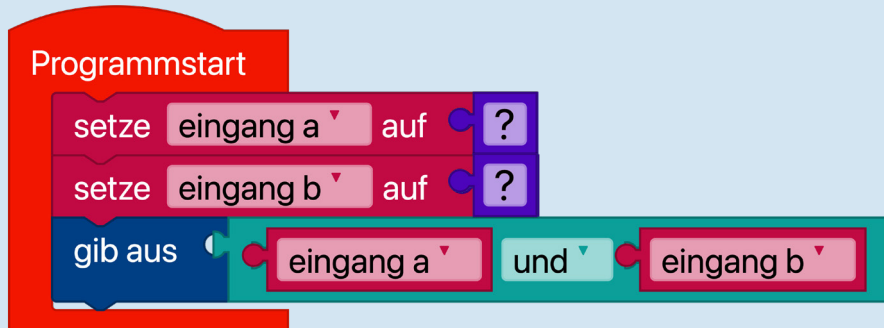 Programmstart
setze eingang a auf ?
setze eingang b auf ?
gib aus eingang a und eingang b